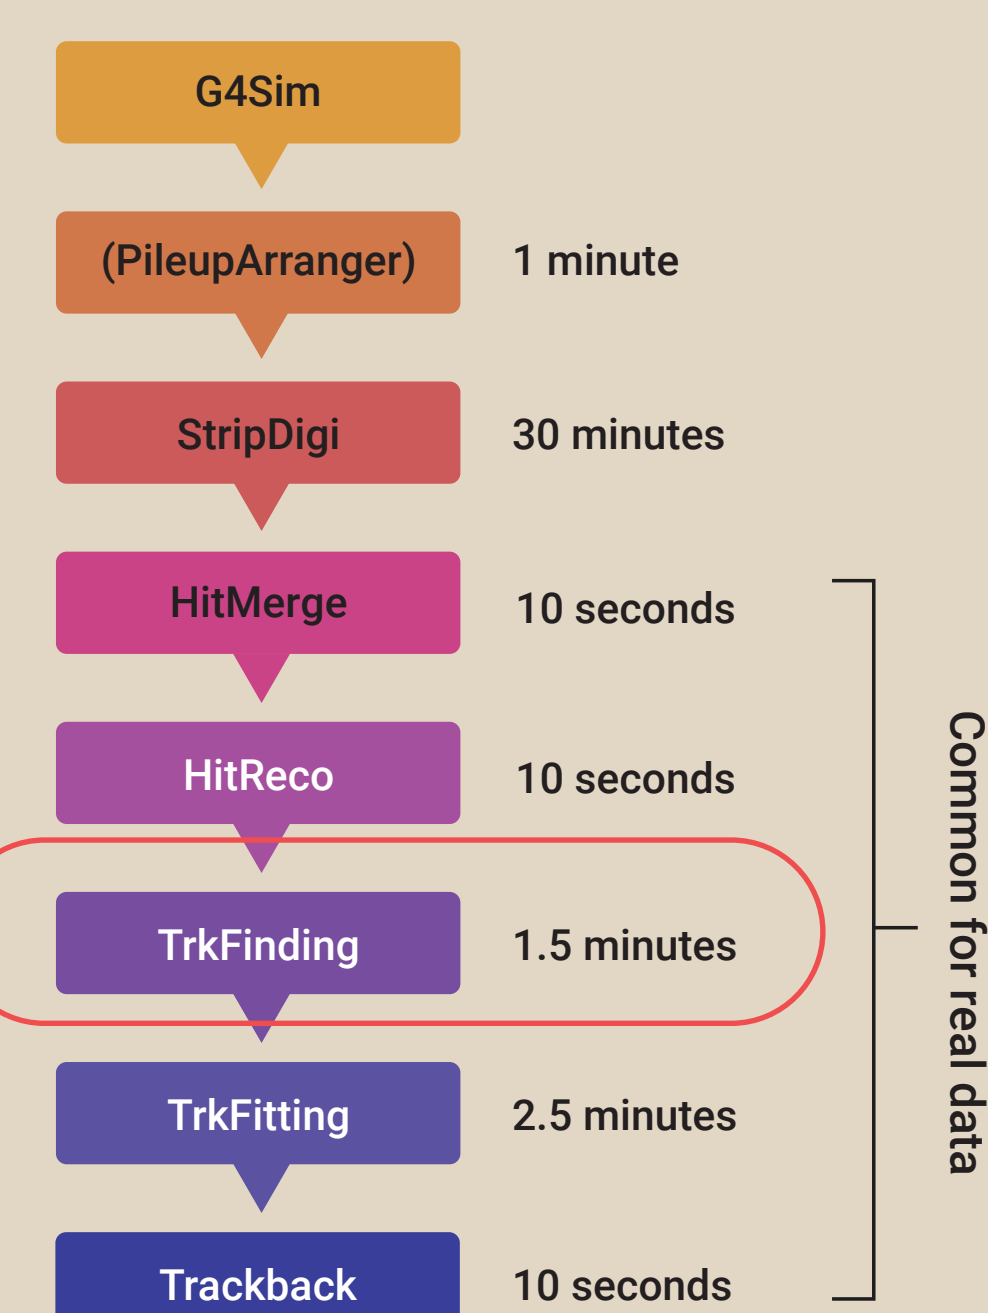 G4Sim
(PileupArranger)
1 minute
StripDigi
30 minutes
HitMerge
10 seconds
HitReco
10 seconds
TrkFinding
1.5 minutes
TrkFitting
2.5 minutes
Trackback
10 seconds
Common for real data